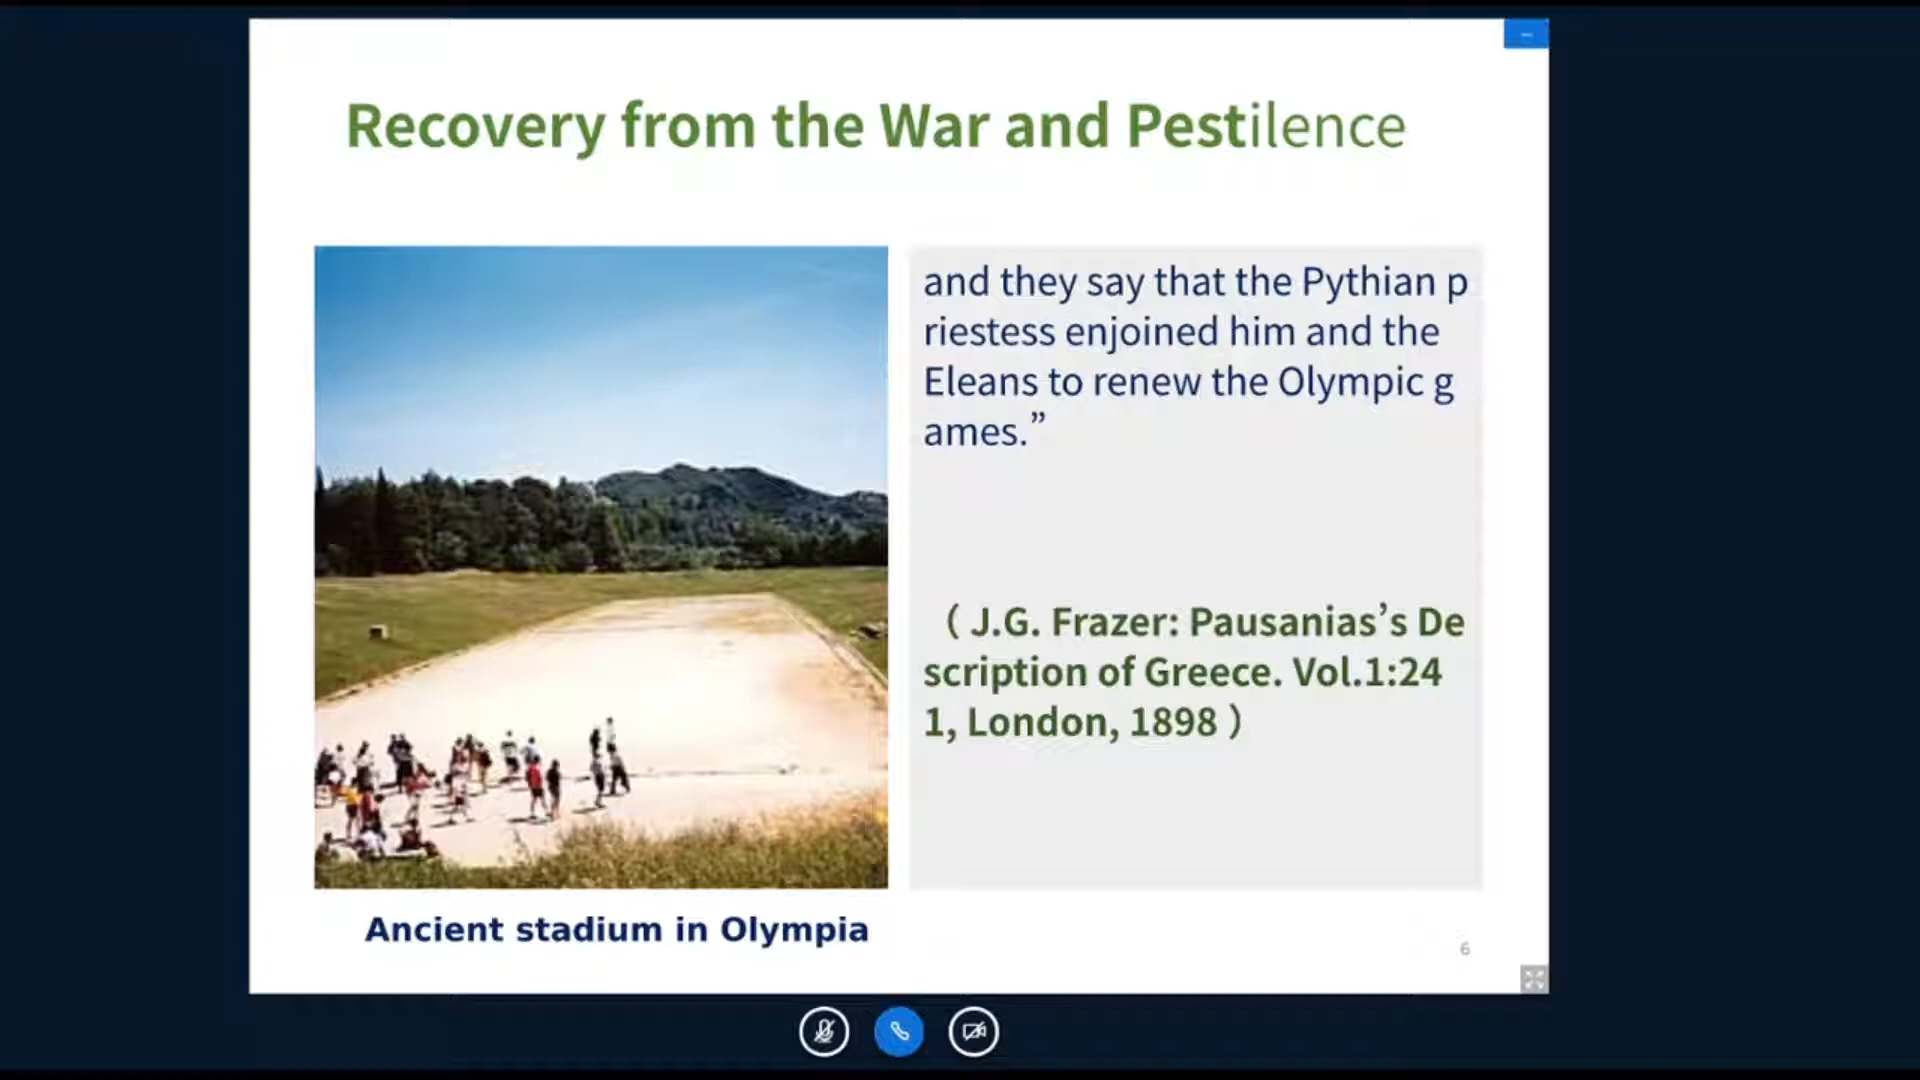 Recovery from the War and Pestilence
and they say that the Pythian p
riestess enjoined him and the
Eleans to renew the Olympic g
ames.”
( J.G. Frazer: Pausanias’s De
scription of Greece. Vol.1:24
1, London, 1898 )
Ancient stadium in Olympia
6